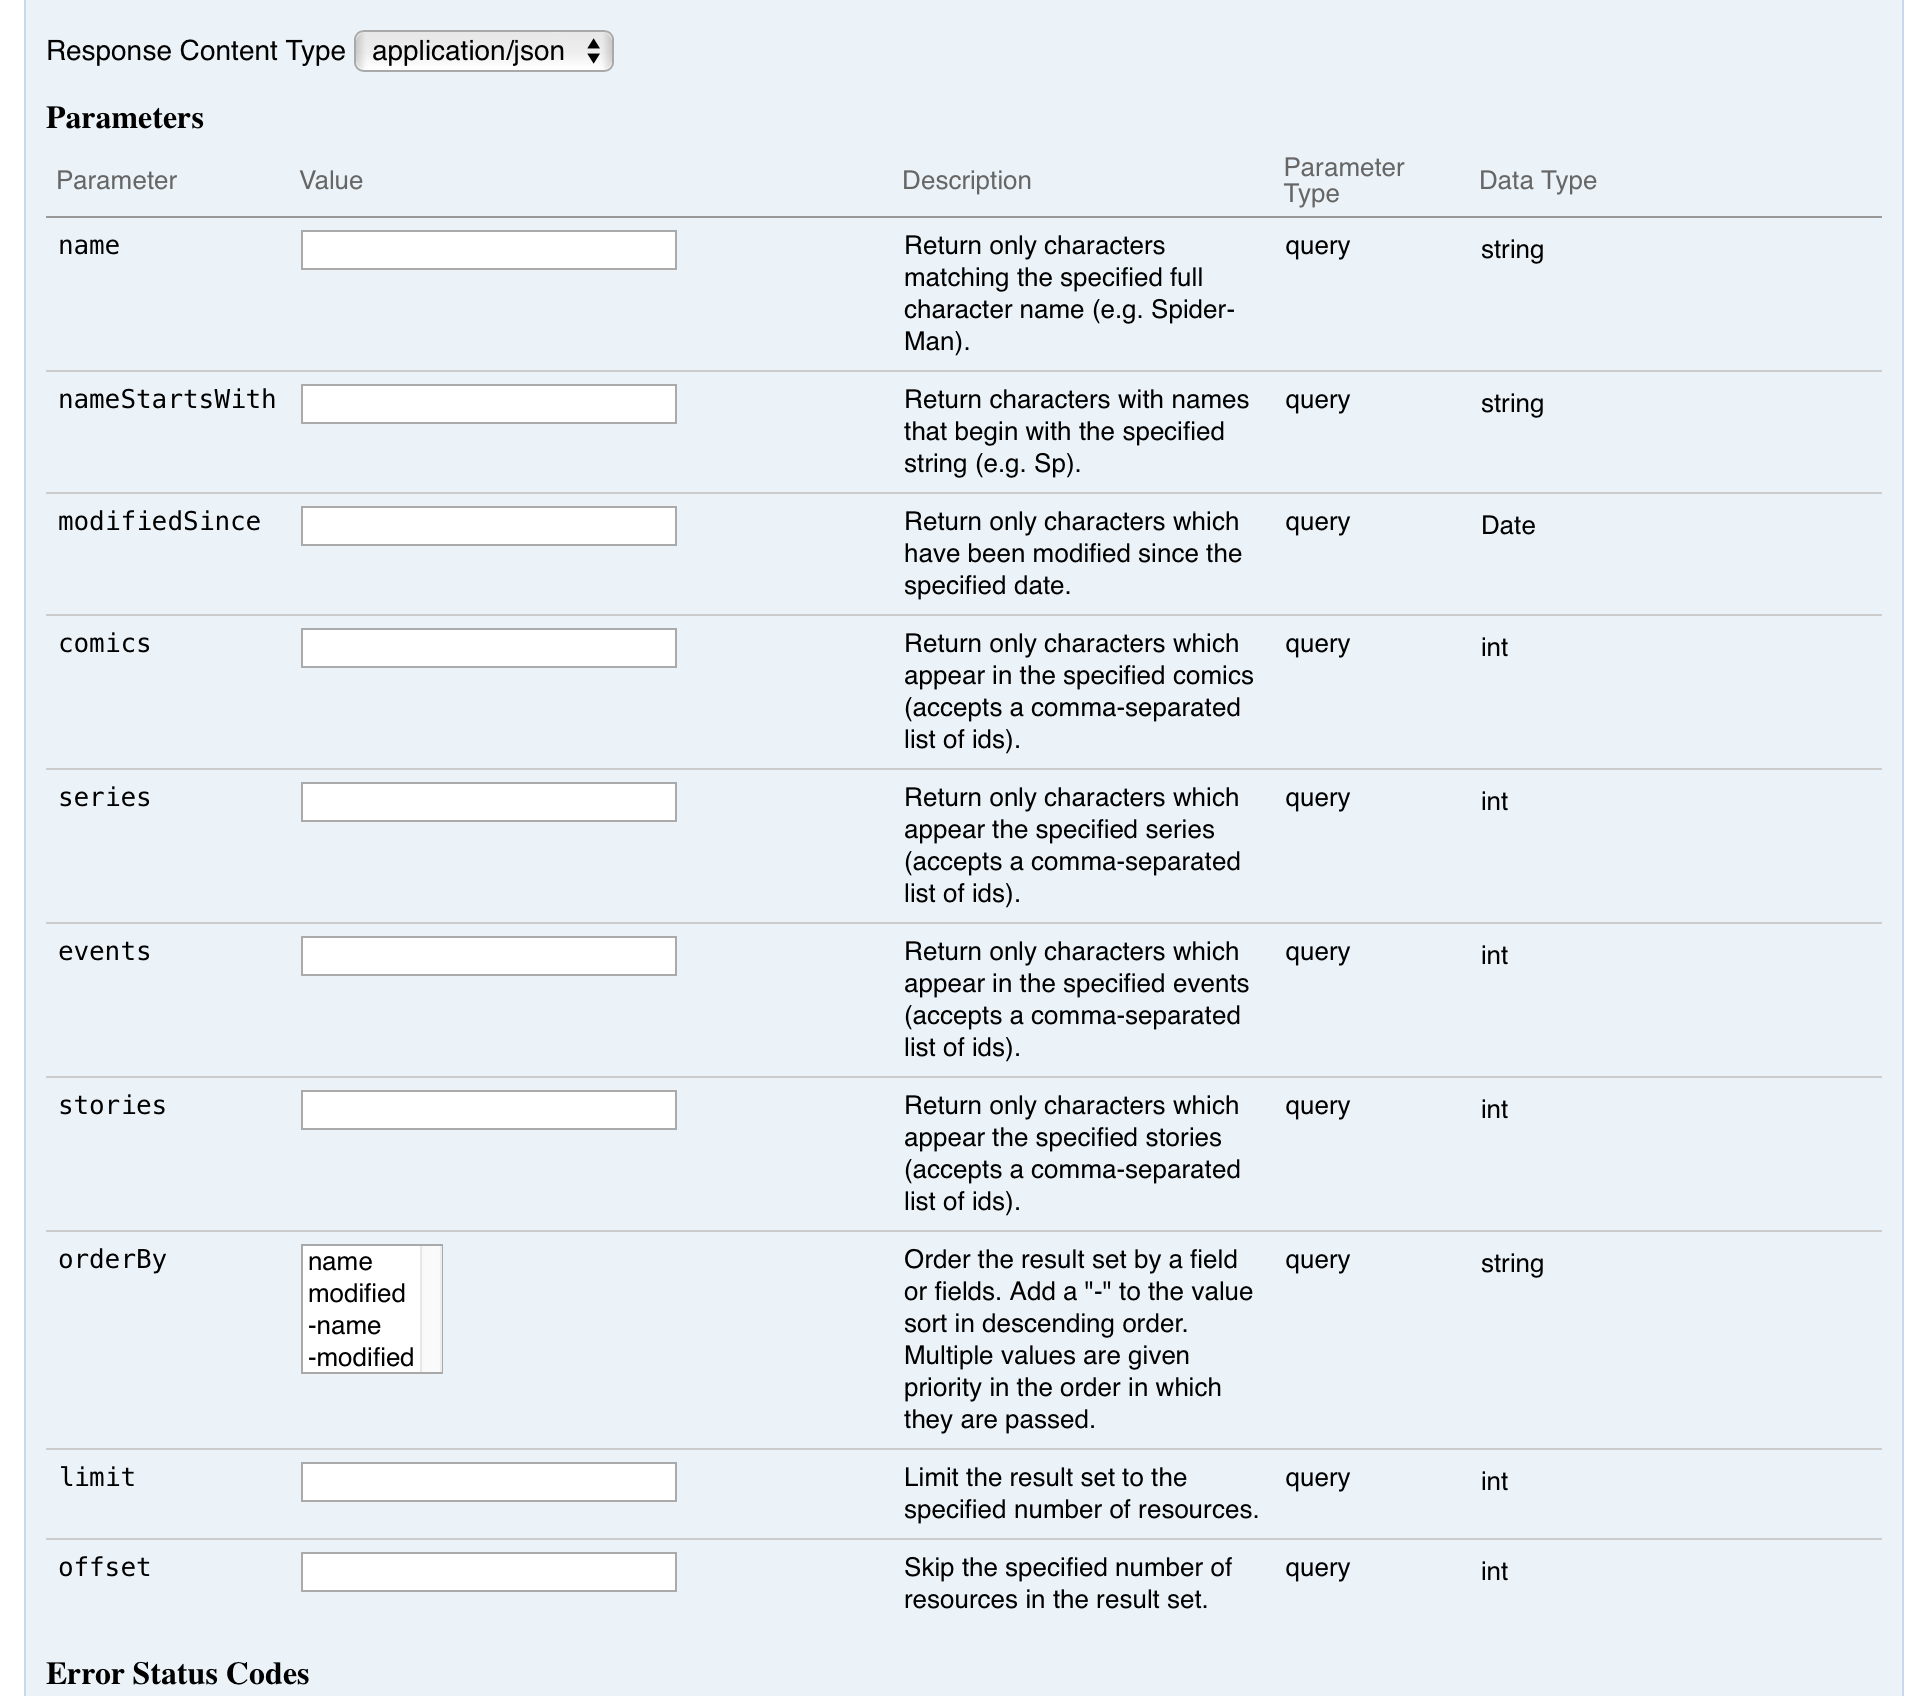 Response Content Type application/json
Parameters
Parameter Value Description Parameter Type Data Type
name Return only characters query string
matching the specified full
character name (e.g. Spider-
Man).
nameStartsWith Return characters with names query string
that begin with the specified
string (e.g. Sp).
modifiedSince Return only characters which query Date
have been modified since the
specified date.
comics Return only characters which query int
appear in the specified comics
(accepts a comma-separated
list of ids).
series Return only characters which query int
appear the specified series
(accepts a comma-separated
list of ids).
events Return only characters which query int
appear in the specified events
(accepts a comma-separated
list of ids).
stories Return only characters which query int
appear the specified stories
(accepts a comma-separated
list of ids).
orderBy name Order the result set by a field query string
modified or fields. Add a "-" to the value
-name sort in descending order.
-modified Multiple values are given
priority in the order in which
they are passed.
limit Limit the result set to the query int
specified number of resources.
offset Skip the specified number of query int
resources in the result set.
Error Status Codes